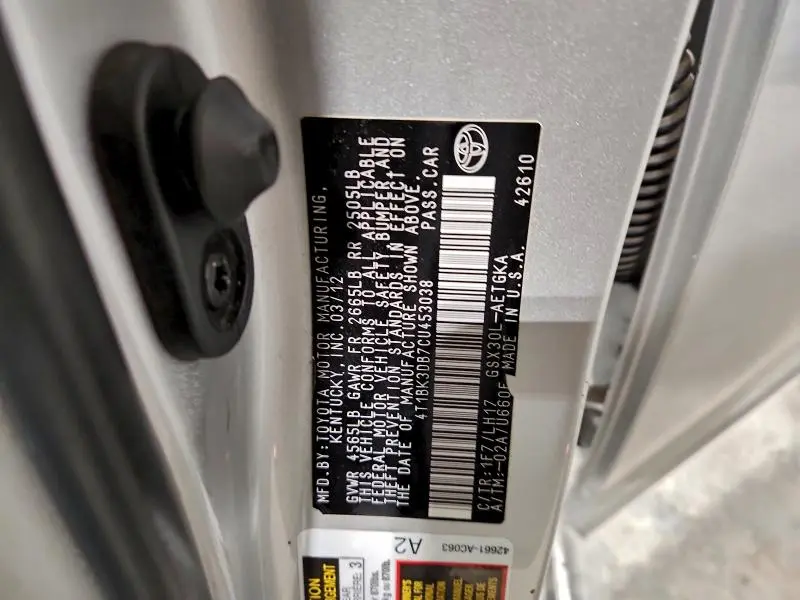 MFD.BY:TOYOTA MOTOR MANUFACTURING,
KENTUCKY, INC.03/12
GVWR 4565LB GAWR FR 2665LB RR 2505LB
THIS VEHICLE CONFORMS TO ALL APPLICABLE
FEDERAL MOTOR VEHICLE SAFETY,BUMPER,AND
THEFT PREVENTION STANDARDS IN EFFECT ON
THE DATE OF MANUFACTURE SHOWN ABOVE.
4T1BK3DB7CU453038
PASS.CAR
C/TR:1F7/LH17
GSX30L-AETGKA
A/TM:-02A/U660E
MADE IN U.S.A.
42610
42661-AC063
A2
3